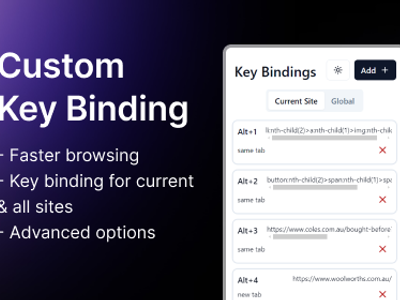 Custom
Key Binding
- Faster browsing
- Key binding for current
& all sites
- Advanced options
Key Bindings
Add +
Current Site
Global
Alt+1 li:nth-child(2)>a:nth-child(1)>img:nth-chil
same tab
Alt+2 button:nth-child(2)>span:nth-child(1)>spa
same tab
Alt+3 https://www.coles.com.au/bought-before
same tab
Alt+4 https://www.woolworths.com.au/
new tab